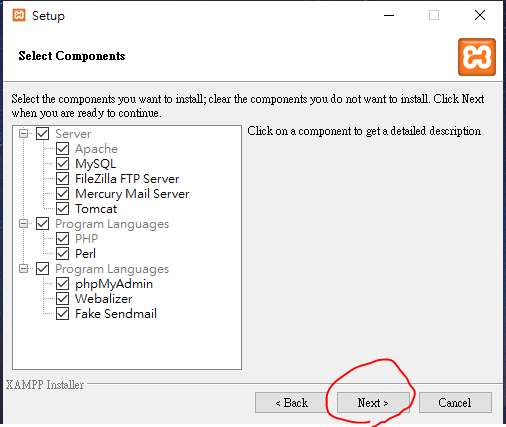 Setup
Select Components
Select the components you want to install; clear the components you do not want to install. Click Next
when you are ready to continue.
Server
Apache
MySQL
FileZilla FTP Server
Mercury Mail Server
Tomcat
Program Languages
PHP
Perl
Program Languages
phpMyAdmin
Webalizer
Fake Sendmail
Click on a component to get a detailed description
XAMPP Installer
< Back
Next >
Cancel